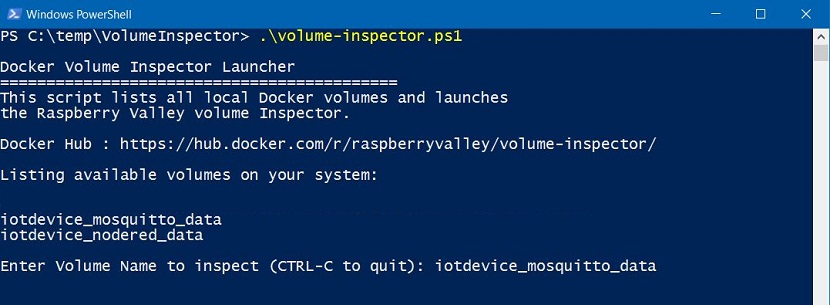 Windows PowerShell
PS C:\temp\VolumeInspector> .\volume-inspector.ps1
Docker Volume Inspector Launcher
===========================================
This script lists all local Docker volumes and launches
the Raspberry Valley volume Inspector.
Docker Hub : https://hub.docker.com/r/raspberryvalley/volume-inspector/
Listing available volumes on your system:
iotdevice_mosquitto_data
iotdevice_nodered_data
Enter Volume Name to inspect (CTRL-C to quit): iotdevice_mosquitto_data